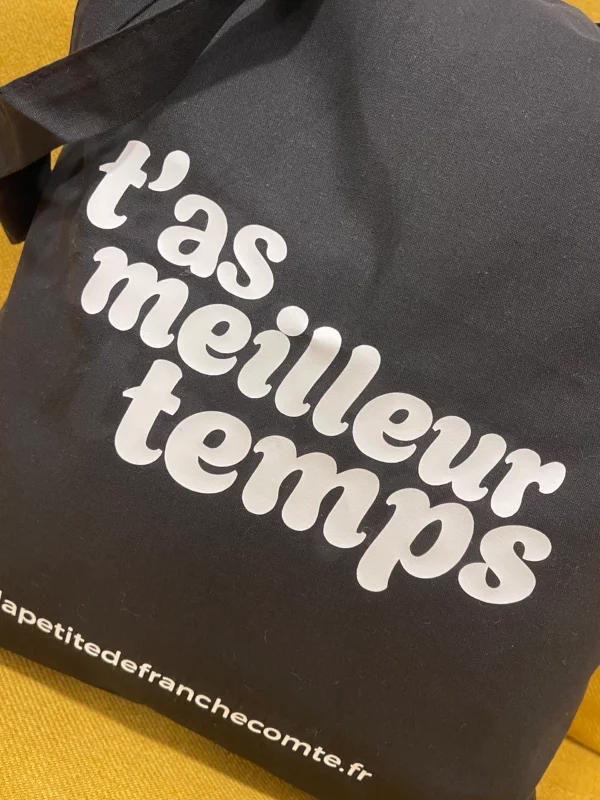 t'as
meilleur
temps
lapetitedefranchecomte.fr